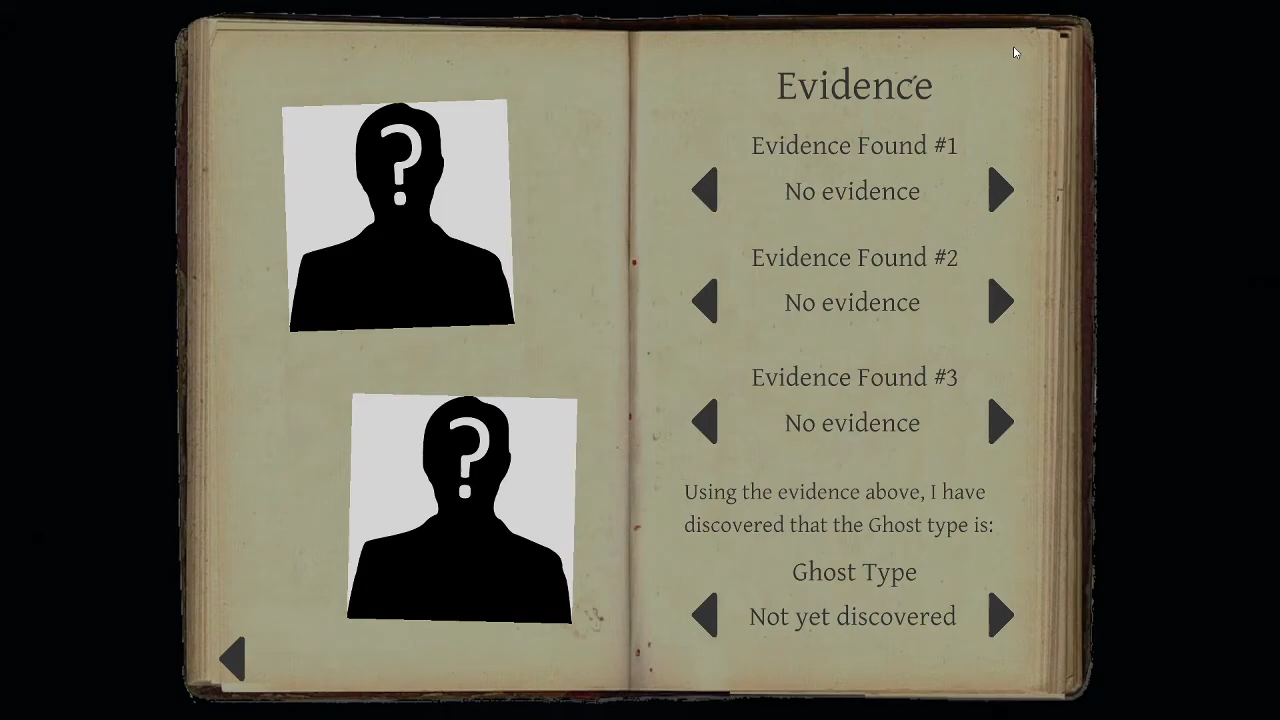 ?
?
Evidence
Evidence Found #1
No evidence
Evidence Found #2
No evidence
Evidence Found #3
No evidence
Using the evidence above, I have
discovered that the Ghost type is:
Ghost Type
Not yet discovered